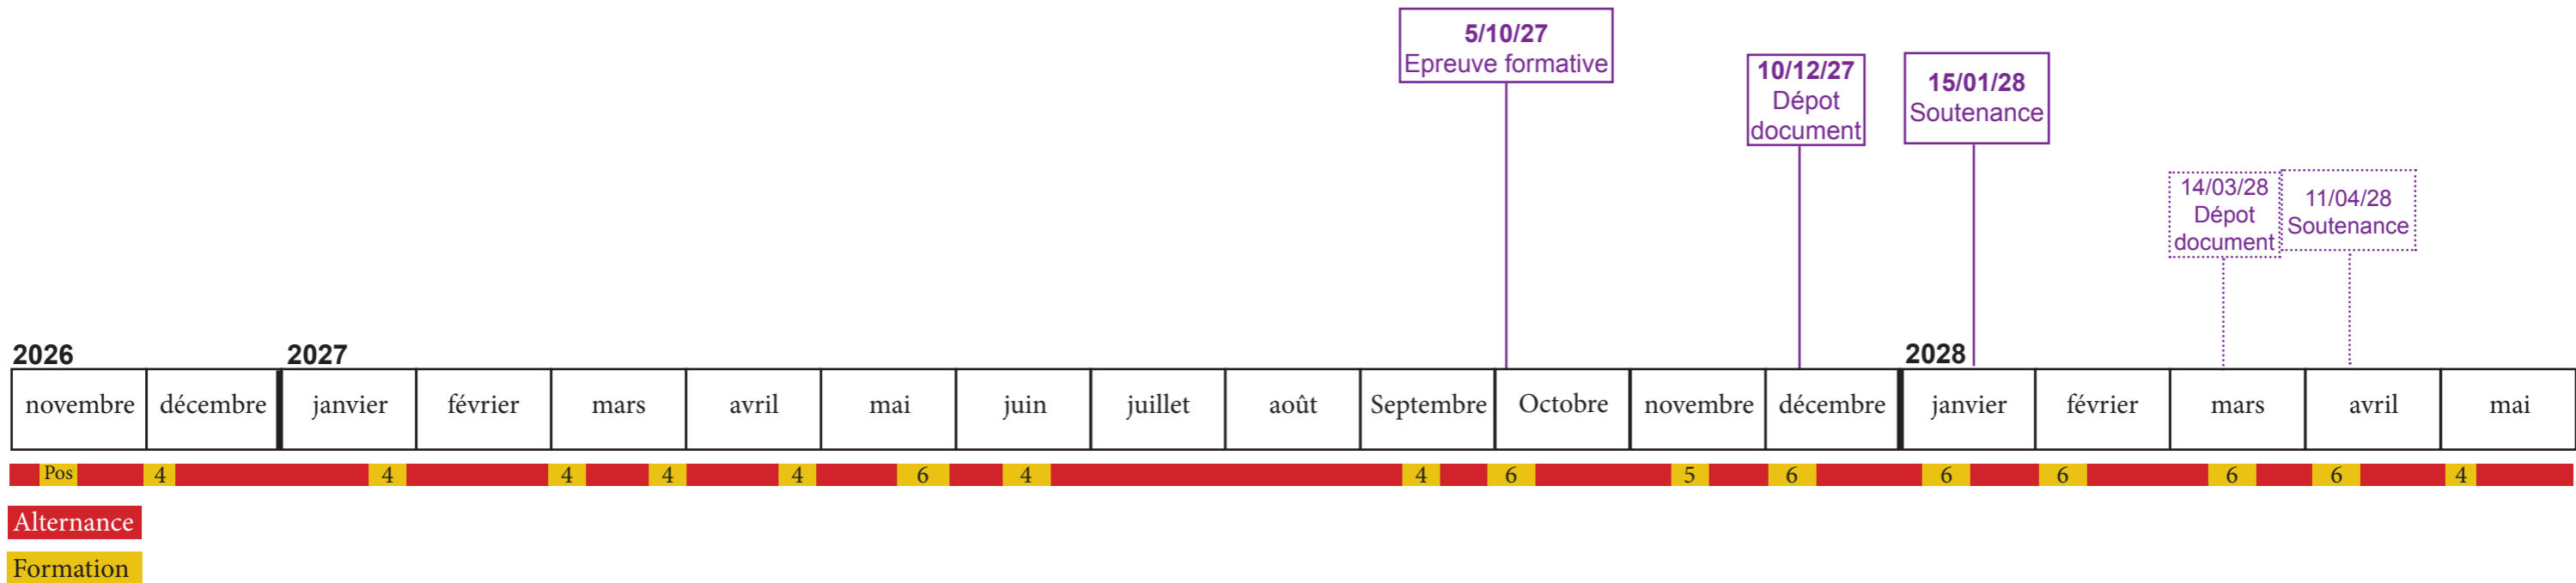 5/10/27
Epreuve formative
10/12/27
Dépot
document
15/01/28
Soutenance
14/03/28
Dépot
document
11/04/28
Soutenance
2026
2027
2028
novembre décembre janvier février mars avril mai juin juillet août Septembre Octobre novembre décembre janvier février mars avril mai
Pos 4 4 4 4 4 6 4 4 6 5 6 6 6 6 6 4
Alternance
Formation